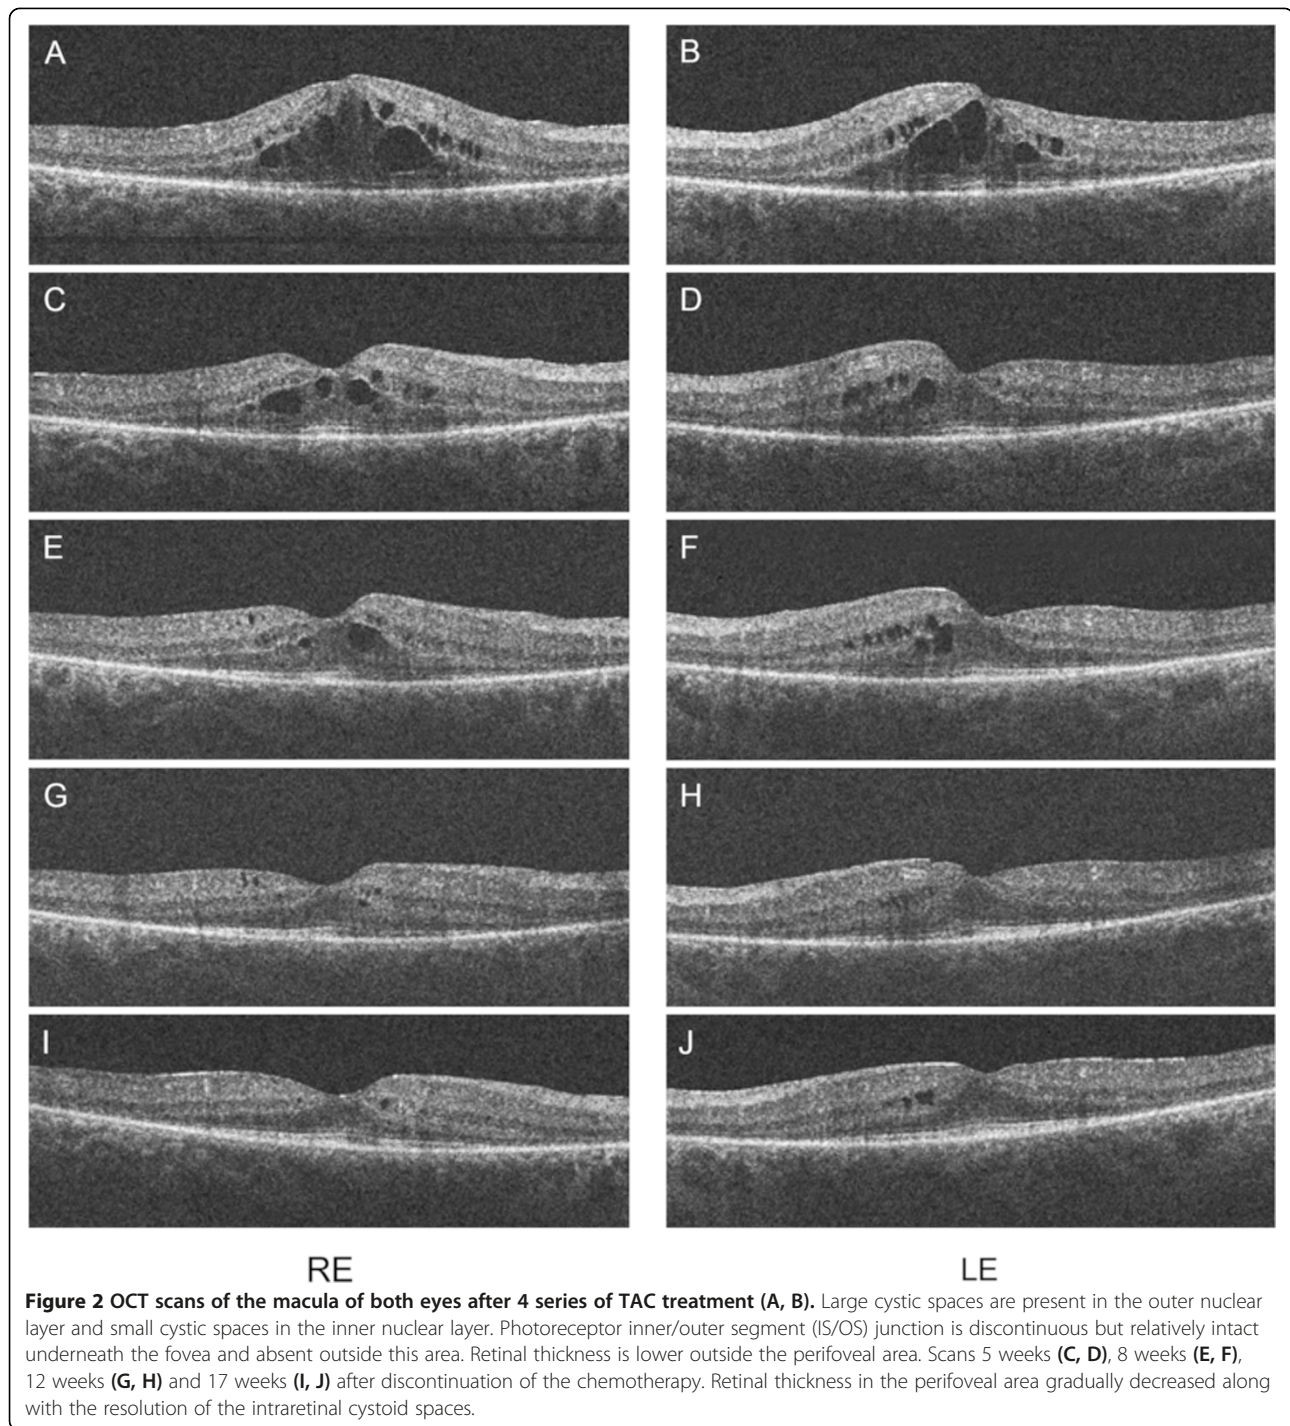 A
B
C
D
E
F
G
H
I
J
RE
LE
Figure 2 OCT scans of the macula of both eyes after 4 series of TAC treatment (A, B). Large cystic spaces are present in the outer nuclear
layer and small cystic spaces in the inner nuclear layer. Photoreceptor inner/outer segment (IS/OS) junction is discontinuous but relatively intact
underneath the fovea and absent outside this area. Retinal thickness is lower outside the perifoveal area. Scans 5 weeks (C, D), 8 weeks (E, F),
12 weeks (G, H) and 17 weeks (I, J) after discontinuation of the chemotherapy. Retinal thickness in the perifoveal area gradually decreased along
with the resolution of the intraretinal cystoid spaces.